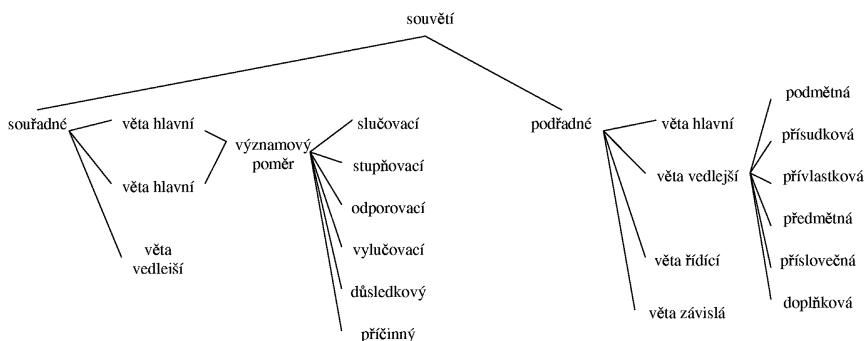 souvětí
souřadné
věta hlavní
věta hlavní
věta
vedlejší
významový
poměr
slučovací
stupňovací
odporovací
vylučovací
důsledkový
příčinný
podřadné
věta hlavní
věta vedlejší
věta řídící
věta závislá
podmětná
přísudková
přívlastková
předmětná
příslovečná
doplňková